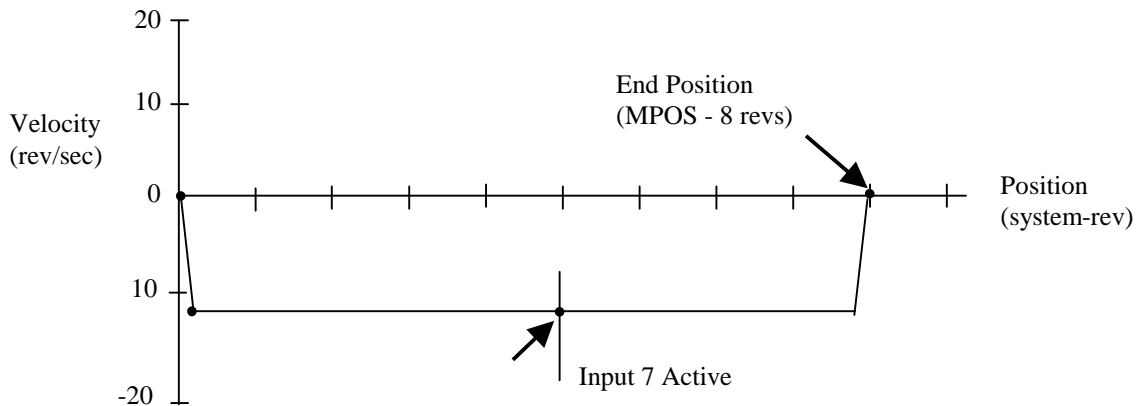 20
End Position
(MPOS - 8 revs)
10
Velocity
(rev/sec)
0
Position
(system-rev)
10
Input 7 Active
-20